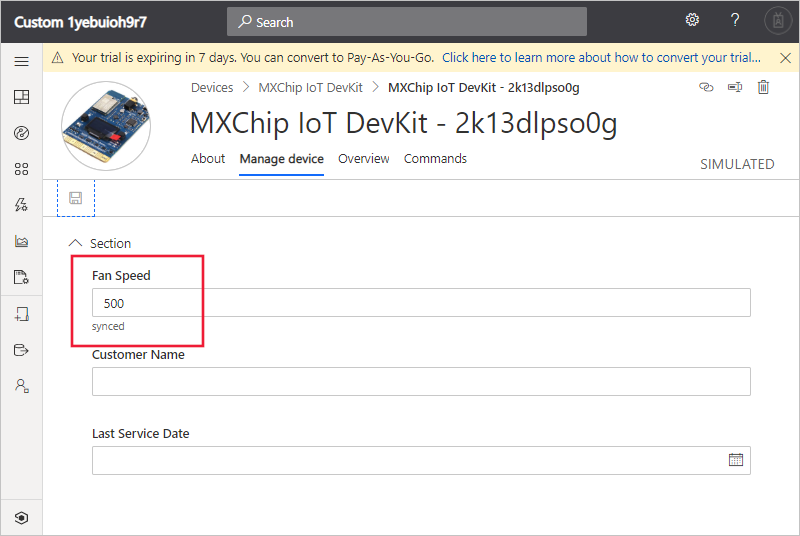 Custom 1yebuioh9r7
Search
?
Your trial is expiring in 7 days. You can convert to Pay-As-You-Go. Click here to learn more about how to convert your trial...
Devices > MXChip IoT DevKit > MXChip IoT DevKit - 2k13dlpso0g
MXChip IoT DevKit - 2k13dlpso0g
About Manage device Overview Commands
SIMULATED
Section
Fan Speed
500
synced
Customer Name
Last Service Date